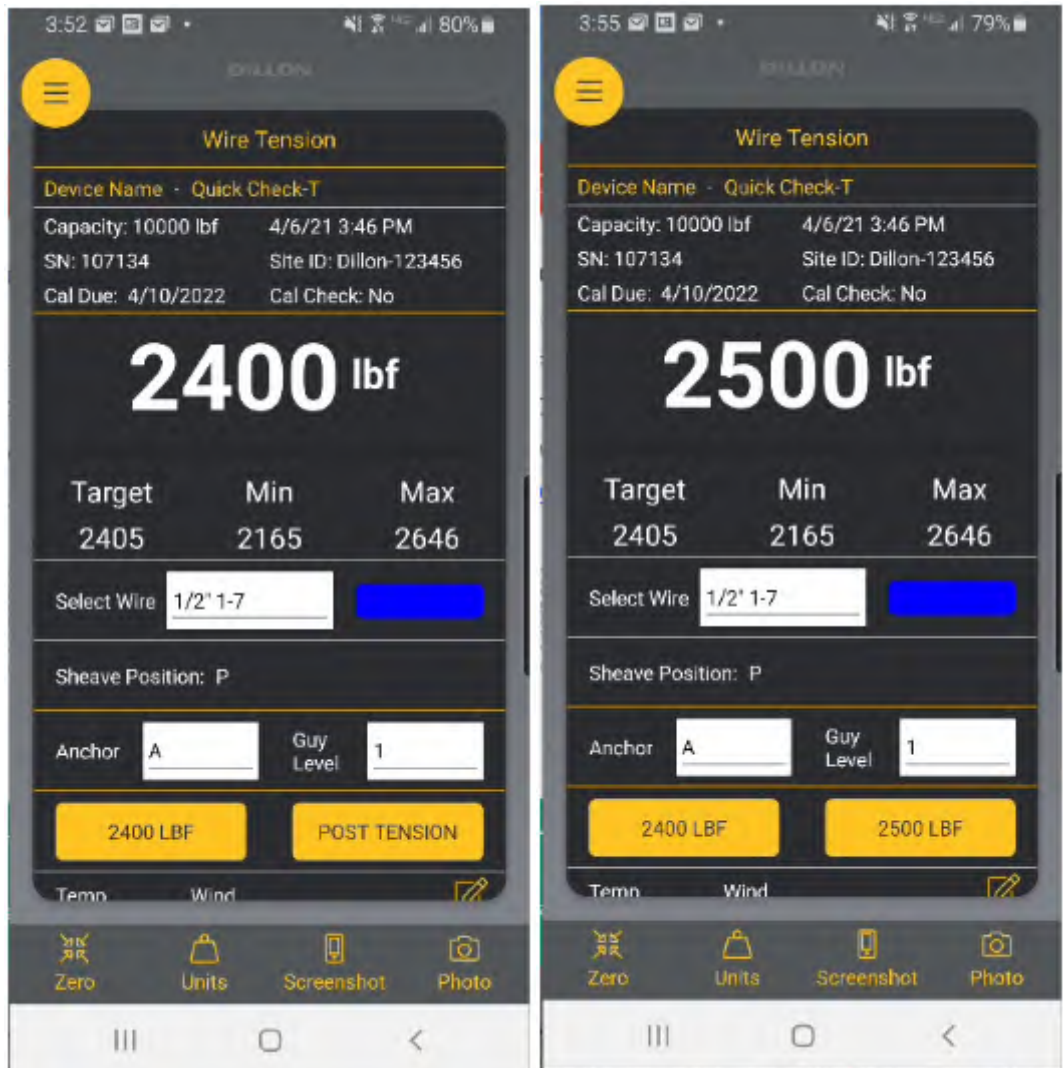 3:52
80%
DILLON
Wire Tension
Device Name - Quick Check-T
Capacity: 10000 lbf 4/6/21 3:46 PM
SN: 107134 Site ID: Dillon-123456
Cal Due: 4/10/2022 Cal Check: No
2400 lbf
Target Min Max
2405 2165 2646
Select Wire 1/2" 1-7
Sheave Position: P
Anchor A Guy Level 1
2400 LBF POST TENSION
Temp Wind
Zero Units Screenshot Photo
3:55
79%
DILLON
Wire Tension
Device Name - Quick Check-T
Capacity: 10000 lbf 4/6/21 3:46 PM
SN: 107134 Site ID: Dillon-123456
Cal Due: 4/10/2022 Cal Check: No
2500 lbf
Target Min Max
2405 2165 2646
Select Wire 1/2" 1-7
Sheave Position: P
Anchor A Guy Level 1
2400 LBF 2500 LBF
Temp Wind
Zero Units Screenshot Photo